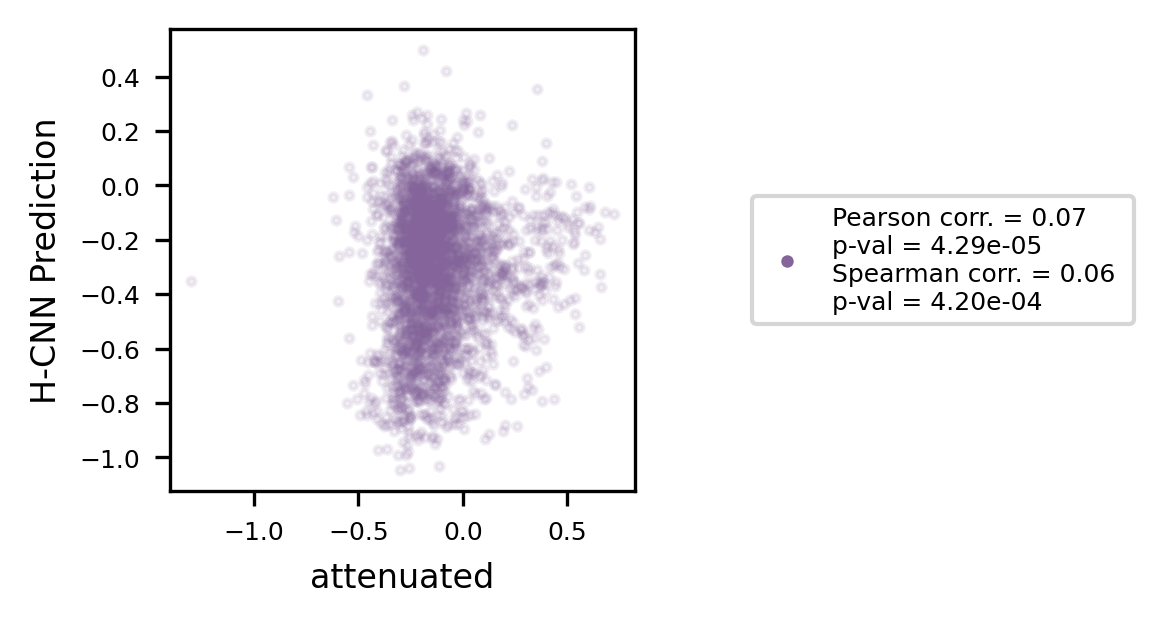 H-CNN Prediction
0.4
0.2
0.0
−0.2
−0.4
−0.6
−0.8
−1.0
−1.0
−0.5
0.0
0.5
attenuated
Pearson corr. = 0.07
p-val = 4.29e-05
Spearman corr. = 0.06
p-val = 4.20e-04